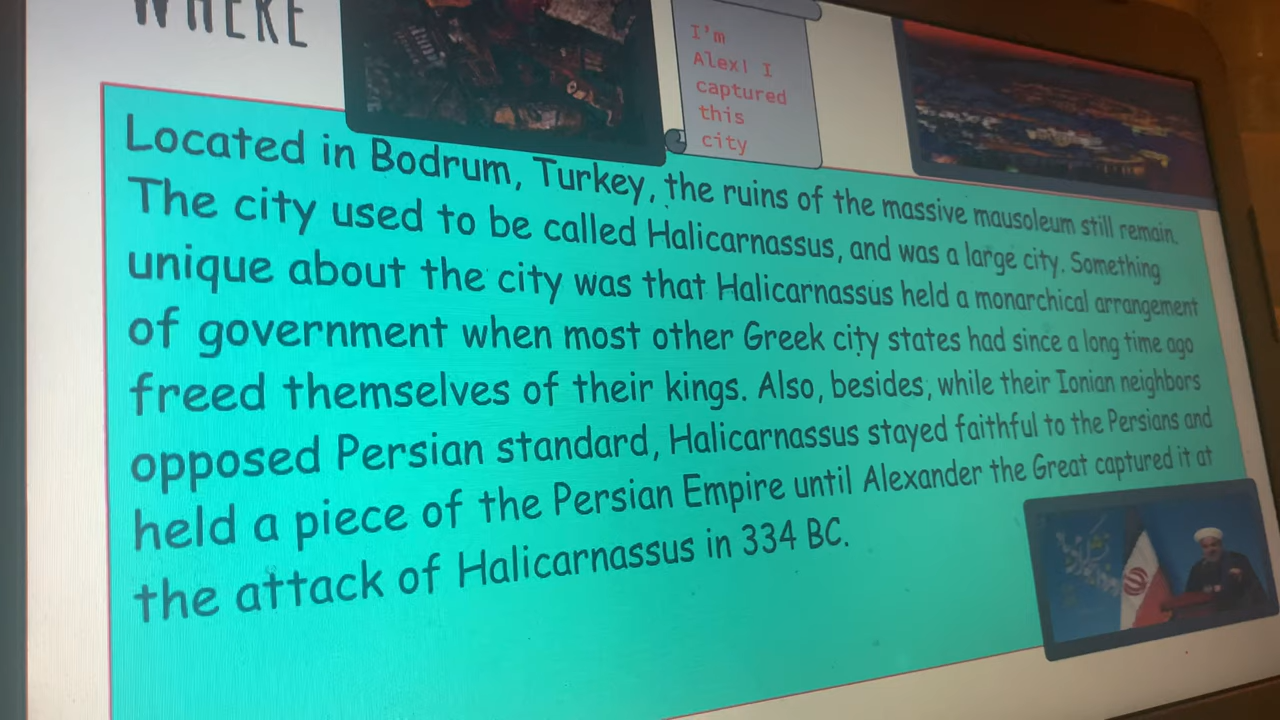 WHERE
I'm
Alex! I
captured
this
city
Located in Bodrum, Turkey, the ruins of the massive mausoleum still remain.
The city used to be called Halicarnassus, and was a large city. Something
unique about the city was that Halicarnassus held a monarchical arrangement
of government when most other Greek city states had since a long time ago
freed themselves of their kings. Also, besides, while their Ionian neighbors
opposed Persian standard, Halicarnassus stayed faithful to the Persians and
held a piece of the Persian Empire until Alexander the Great captured it at
the attack of Halicarnassus in 334 BC.